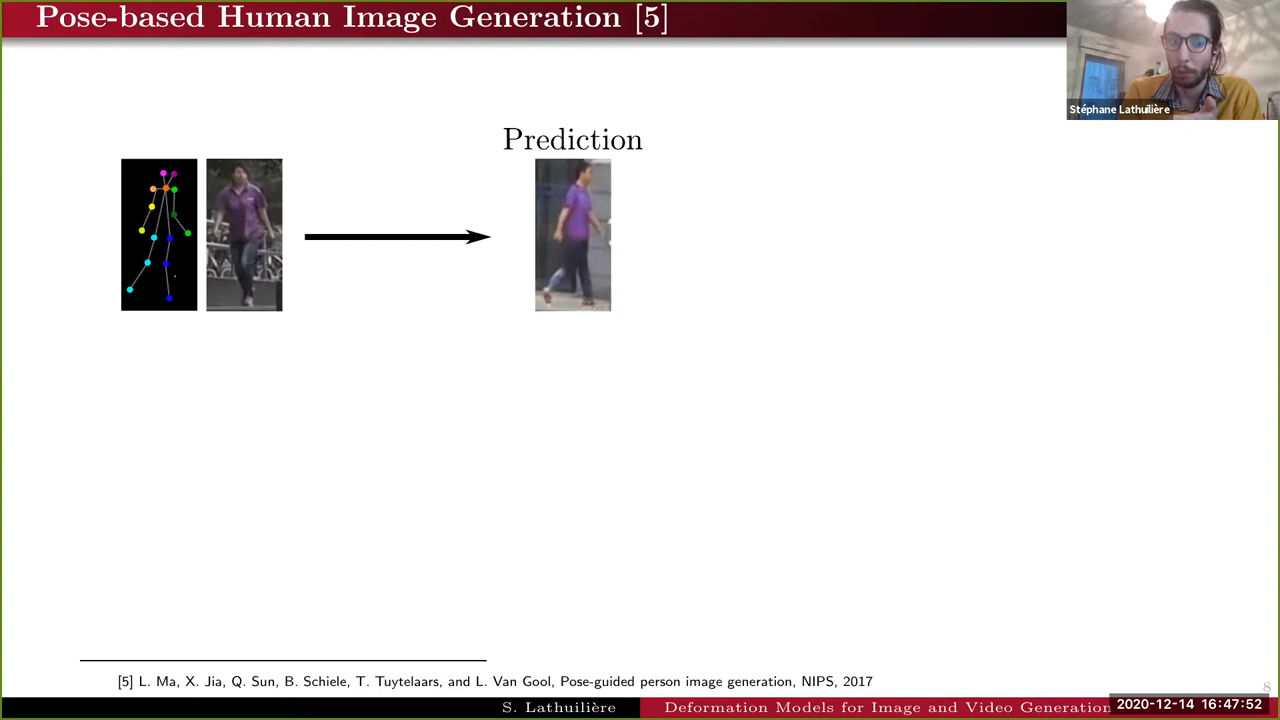 Pose-based Human Image Generation [5]
Stéphane Lathuilière
Prediction
[5] L. Ma, X. Jia, Q. Sun, B. Schiele, T. Tuytelaars, and L. Van Gool, Pose-guided person image generation, NIPS, 2017
8
S. Lathuilière
Deformation Models for Image and Video Generation
2020-12-14 16:47:52